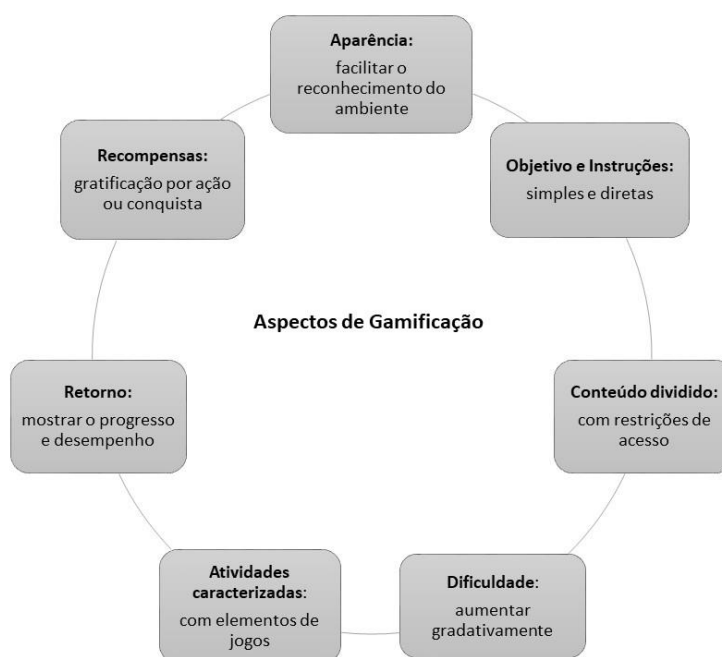 Aparência:
facilitar o
reconhecimento do
ambiente
Objetivo e Instruções:
simples e diretas
Conteúdo dividido:
com restrições de
acesso
Dificuldade:
aumentar
gradativamente
Atividades
caracterizadas:
com elementos de
jogos
Retorno:
mostrar o progresso
e desempenho
Recompensas:
gratificação por ação
ou conquista
Aspectos de Gamificação